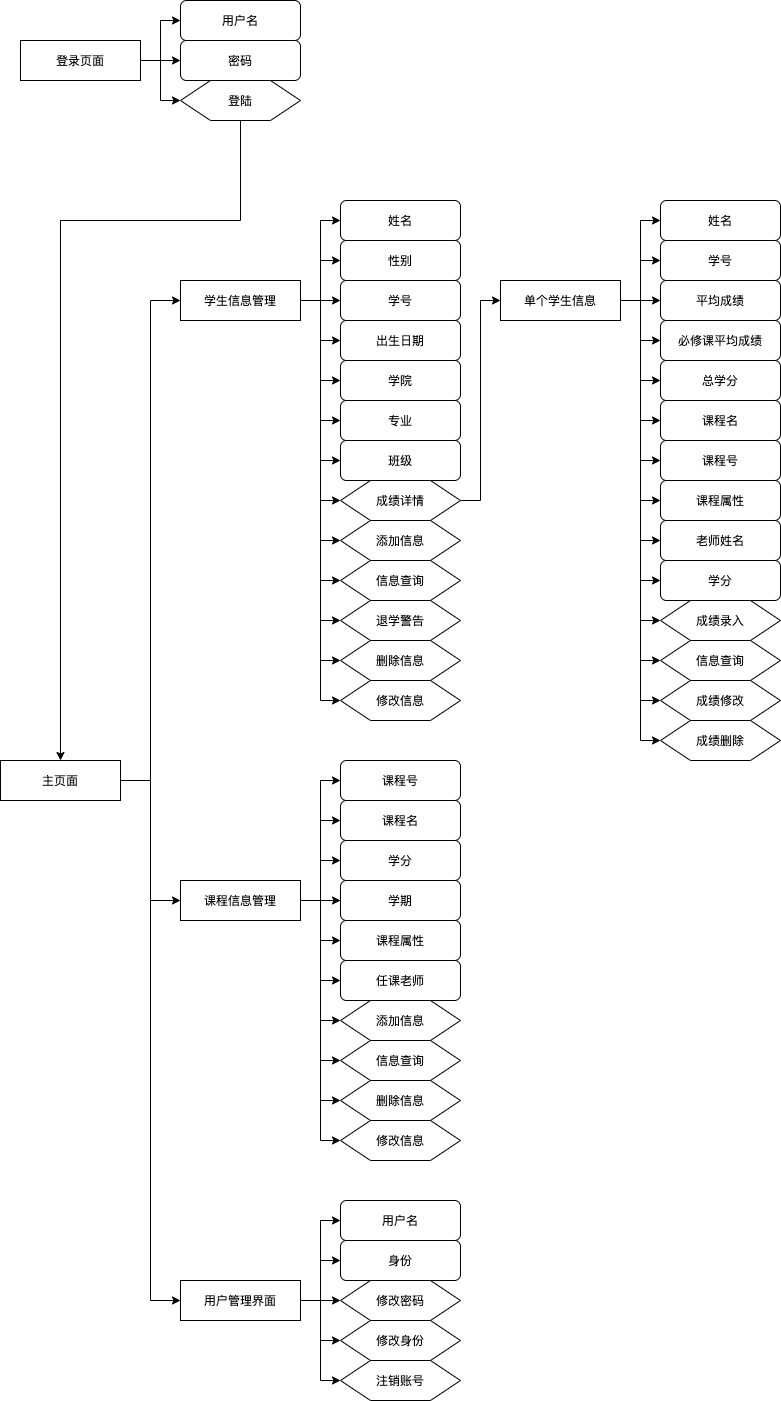 登录页面
用户名
密码
登陆
学生信息管理
姓名
性别
学号
出生日期
学院
专业
班级
成绩详情
添加信息
信息查询
退学警告
删除信息
修改信息
单个学生信息
姓名
学号
平均成绩
必修课平均成绩
总学分
课程名
课程号
课程属性
老师姓名
学分
成绩录入
信息查询
成绩修改
成绩删除
主页面
课程信息管理
课程号
课程名
学分
学期
课程属性
任课老师
添加信息
信息查询
删除信息
修改信息
用户管理界面
用户名
身份
修改密码
修改身份
注销账号